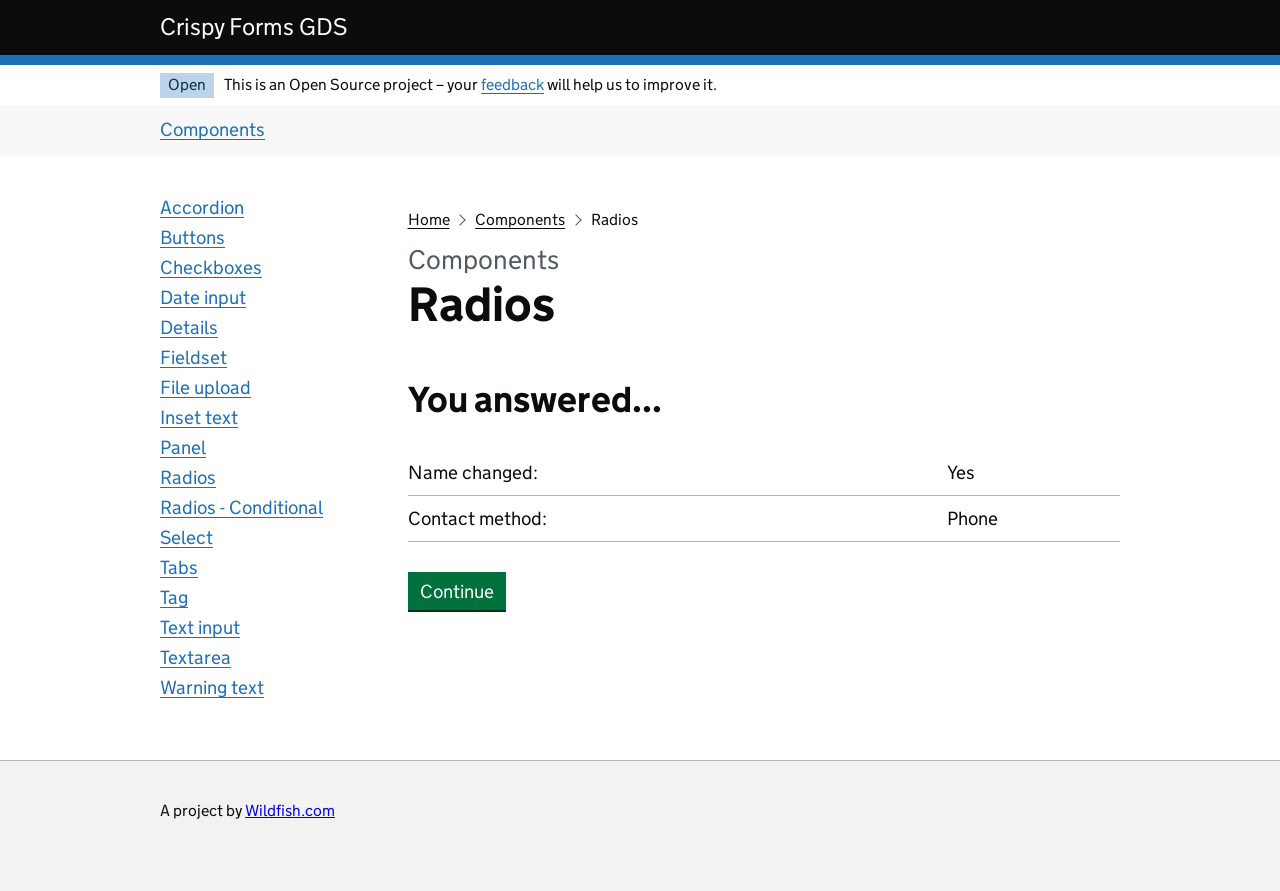 Crispy Forms GDS
Open This is an Open Source project – your feedback will help us to improve it.
Components
Accordion
Buttons
Checkboxes
Date input
Details
Fieldset
File upload
Inset text
Panel
Radios
Radios - Conditional
Select
Tabs
Tag
Text input
Textarea
Warning text
Home > Components > Radios
Components
Radios
You answered...
Name changed: Yes
Contact method: Phone
Continue
A project by Wildfish.com